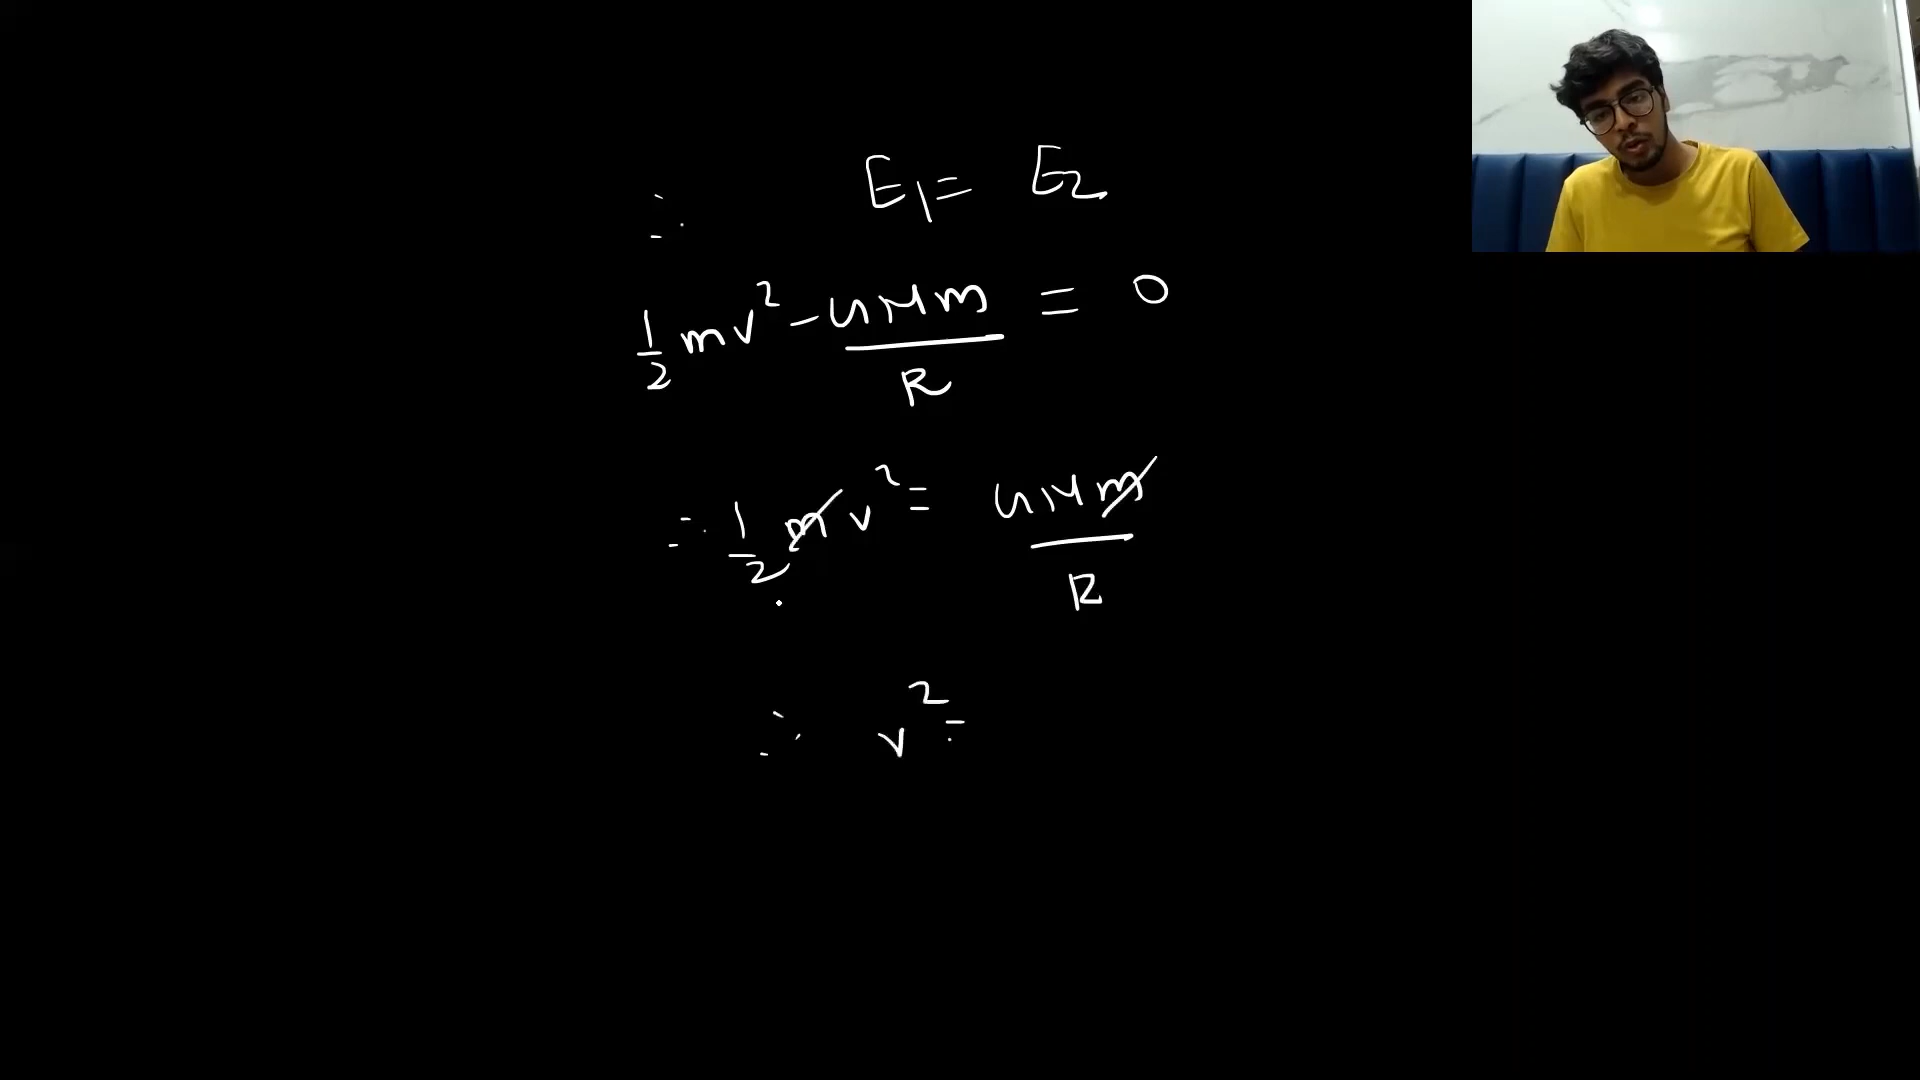 ∴ E₁ = E₂
1/2 mv² - GMm/R = 0
∴ 1/2 mv² = GMm/R
∴ v² =